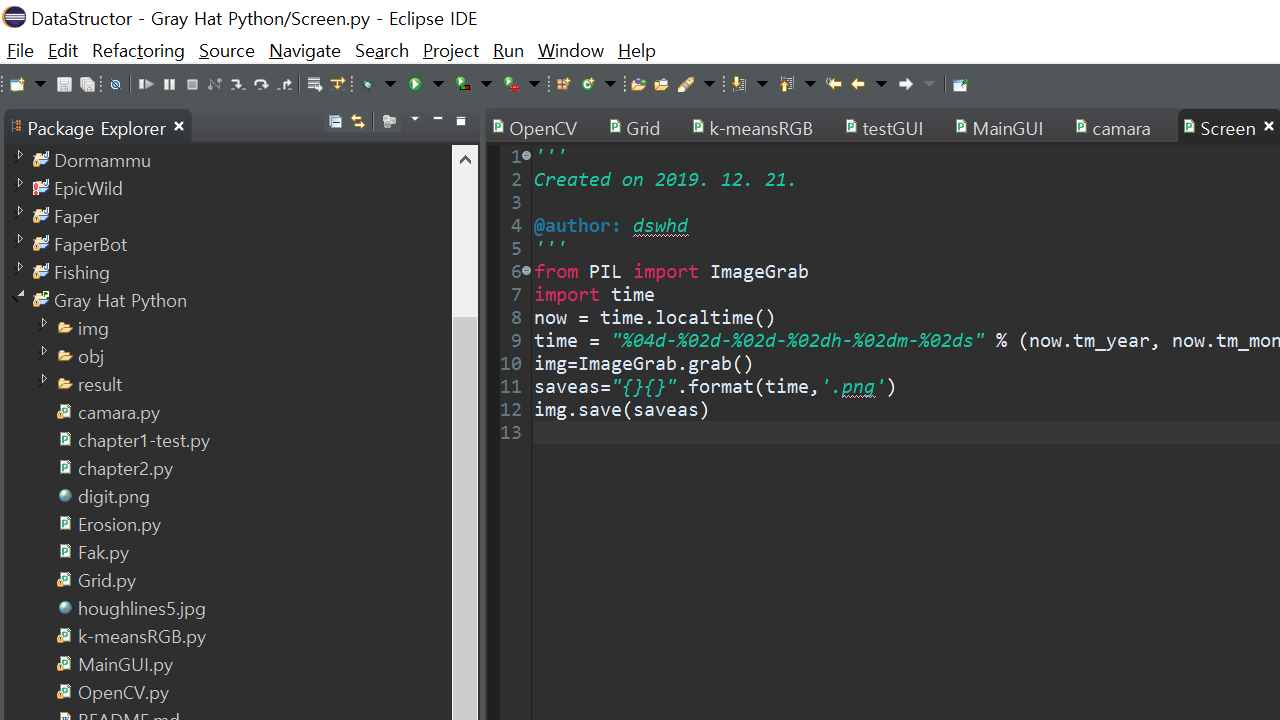 DataStructor - Gray Hat Python/Screen.py - Eclipse IDE
File Edit Refactoring Source Navigate Search Project Run Window Help
Package Explorer
Dormammu
EpicWild
Faper
FaperBot
Fishing
Gray Hat Python
img
obj
result
camara.py
chapter1-test.py
chapter2.py
digit.png
Erosion.py
Fak.py
Grid.py
houghlines5.jpg
k-meansRGB.py
MainGUI.py
OpenCV.py
README.md
OpenCV Grid k-meansRGB testGUI MainGUI camara Screen
1 '''
2 Created on 2019. 12. 21.
3
4 @author: dswhd
5 '''
6 from PIL import ImageGrab
7 import time
8 now = time.localtime()
9 time = "%04d-%02d-%02d-%02dh-%02dm-%02ds" % (now.tm_year, now.tm_mon
10 img=ImageGrab.grab()
11 saveas="{}{}".format(time,'.png')
12 img.save(saveas)
13